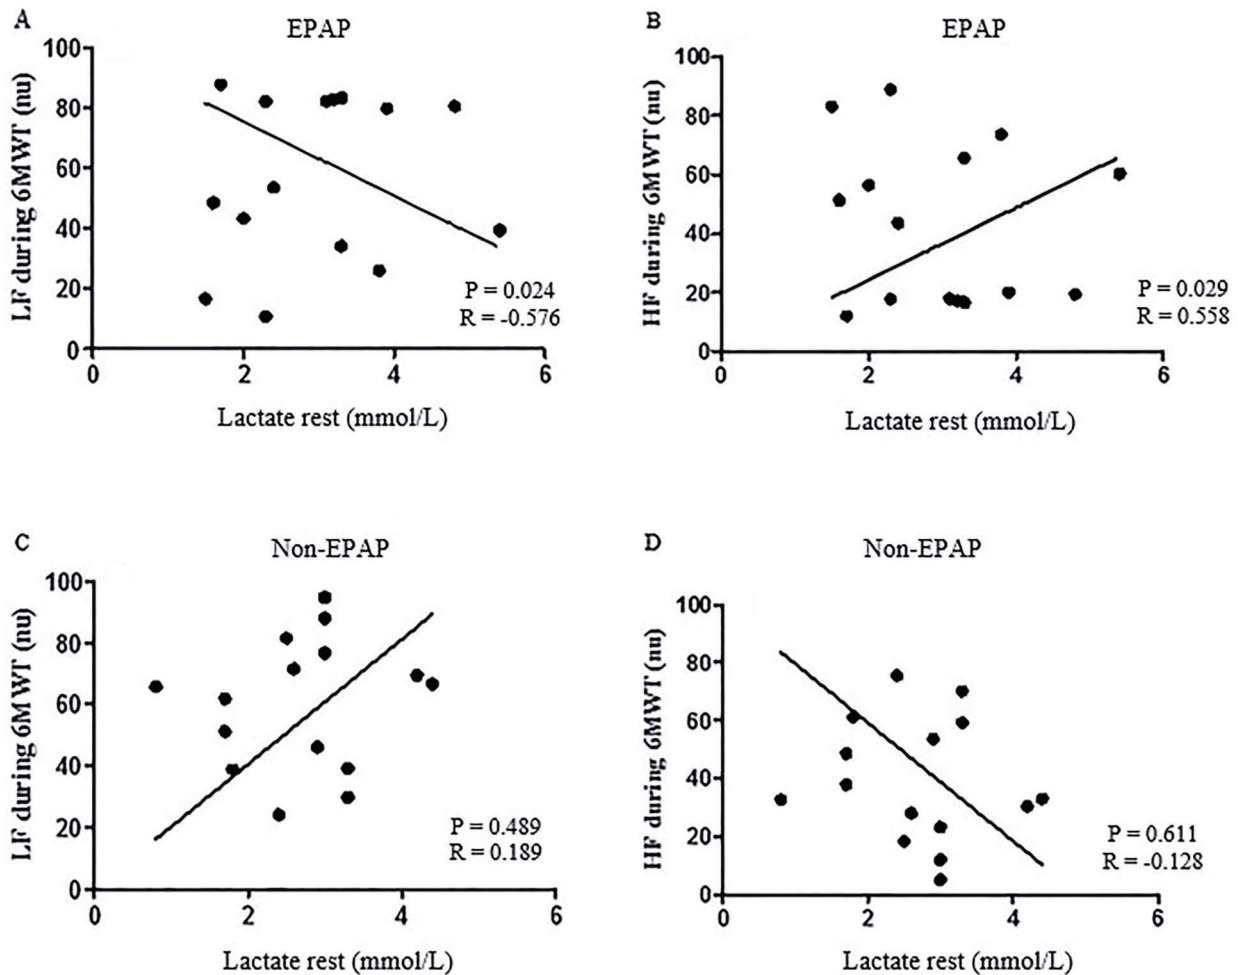 A
EPAP
LF during 6MWT (nu)
100
80
60
40
20
0
0 2 4 6
P = 0.024
R = -0.576
Lactate rest (mmol/L)
B
EPAP
HF during 6MWT (nu)
100
80
60
40
20
0
0 2 4 6
P = 0.029
R = 0.558
Lactate rest (mmol/L)
C
Non-EPAP
LF during 6MWT (nu)
100
80
60
40
20
0
0 2 4 6
P = 0.489
R = 0.189
Lactate rest (mmol/L)
D
Non-EPAP
HF during 6MWT (nu)
100
80
60
40
20
0
0 2 4 6
P = 0.611
R = -0.128
Lactate rest (mmol/L)